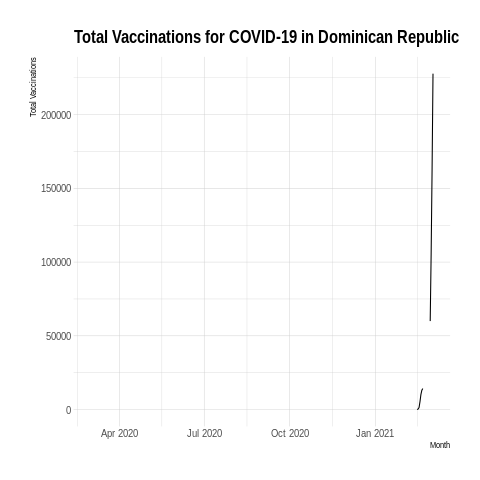 Total Vaccinations for COVID-19 in Dominican Republic
Total Vaccinations
200000
150000
100000
50000
0
Apr 2020 Jul 2020 Oct 2020 Jan 2021
Month